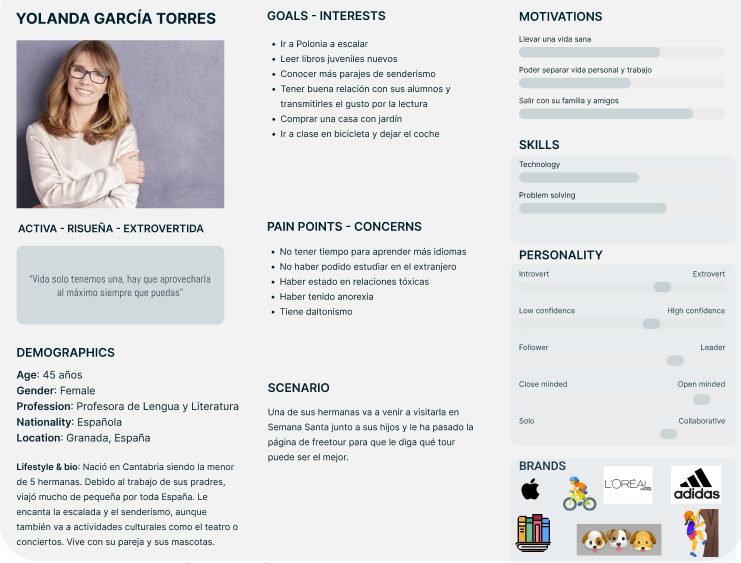 YOLANDA GARCÍA TORRES
ACTIVA - RISUEÑA - EXTROVERTIDA
"Vida solo tenemos una, hay que aprovecharla
al máximo siempre que puedas"
DEMOGRAPHICS
Age: 45 años
Gender: Female
Profession: Profesora de Lengua y Literatura
Nationality: Española
Location: Granada, España
Lifestyle & bio: Nació en Cantabria siendo la menor
de 5 hermanas. Debido al trabajo de sus pradres,
viajó mucho de pequeña por toda España. Le
encanta la escalada y el senderismo, aunque
también va a actividades culturales como el teatro o
conciertos. Vive con su pareja y sus mascotas.
GOALS - INTERESTS
• Ir a Polonia a escalar
• Leer libros juveniles nuevos
• Conocer más parajes de senderismo
• Tener buena relación con sus alumnos y
transmitirles el gusto por la lectura
• Comprar una casa con jardín
• Ir a clase en bicicleta y dejar el coche
PAIN POINTS - CONCERNS
• No tener tiempo para aprender más idiomas
• No haber podido estudiar en el extranjero
• Haber estado en relaciones tóxicas
• Haber tenido anorexia
• Tiene daltonismo
SCENARIO
Una de sus hermanas va a venir a visitarla en
Semana Santa junto a sus hijos y le ha pasado la
página de freetour para que le diga qué tour
puede ser el mejor.
MOTIVATIONS
Llevar una vida sana
Poder separar vida personal y trabajo
Salir con su familia y amigos
SKILLS
Technology
Problem solving
PERSONALITY
Introvert Extrovert
Low confidence High confidence
Follower Leader
Close minded Open minded
Solo Collaborative
BRANDS
L'ORÉAL
adidas